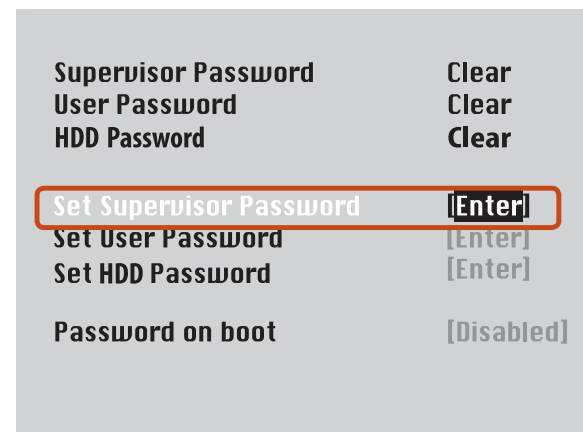 Supervisor Password Clear
User Password Clear
HDD Password Clear
Set Supervisor Password [Enter]
Set User Password [Enter]
Set HDD Password [Enter]
Password on boot [Disabled]